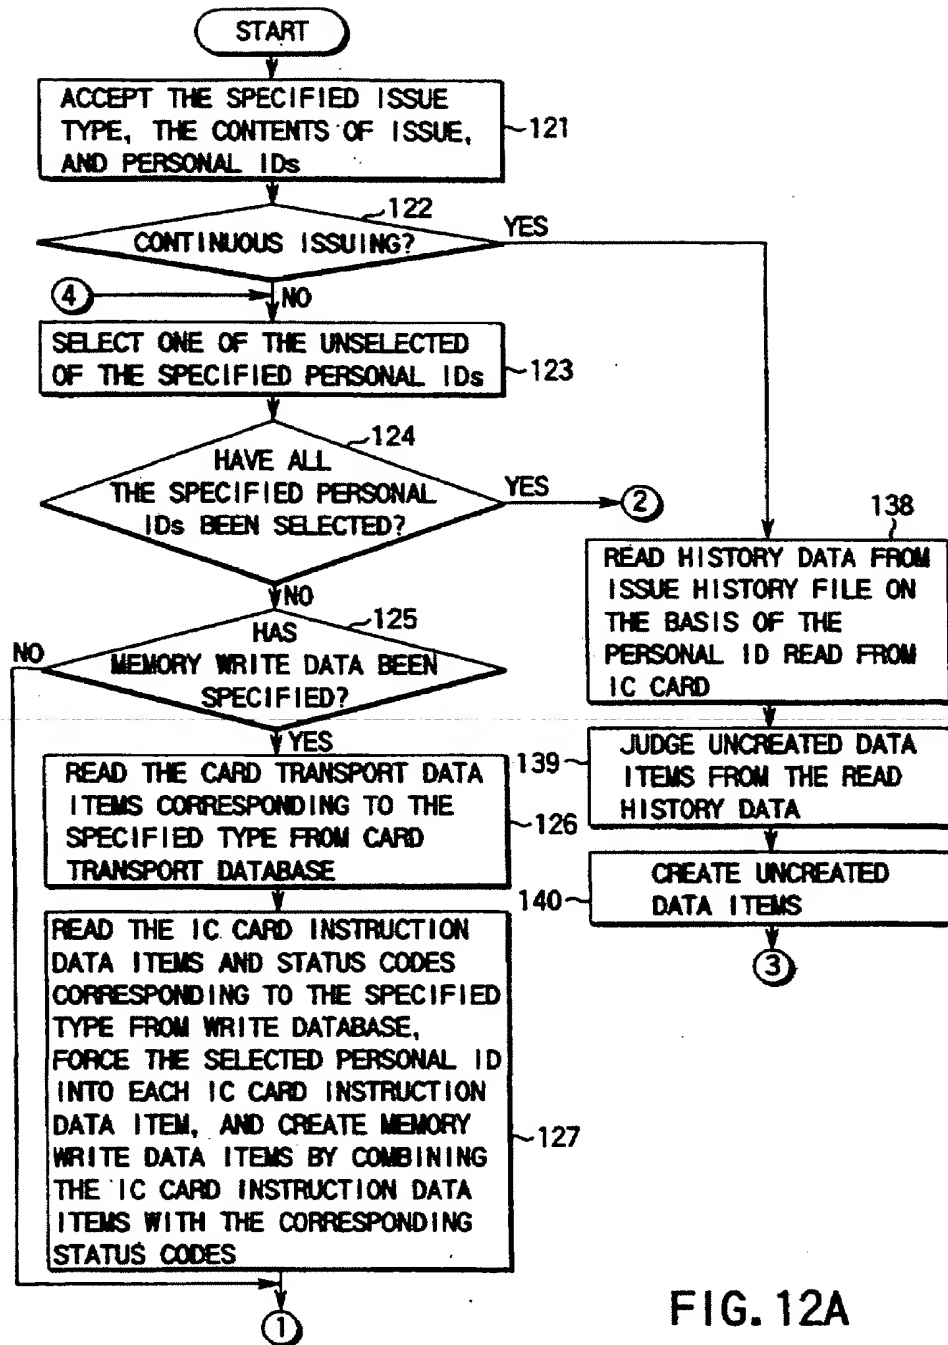 START
ACCEPT THE SPECIFIED ISSUE
TYPE, THE CONTENTS OF ISSUE,
AND PERSONAL IDs
121
122
CONTINUOUS ISSUING?
YES
4
NO
SELECT ONE OF THE UNSELECTED
OF THE SPECIFIED PERSONAL IDs
123
124
HAVE ALL
THE SPECIFIED PERSONAL
IDs BEEN SELECTED?
YES
2
NO
125
HAS
MEMORY WRITE DATA BEEN
SPECIFIED?
NO
YES
READ THE CARD TRANSPORT DATA
ITEMS CORRESPONDING TO THE
SPECIFIED TYPE FROM CARD
TRANSPORT DATABASE
126
READ THE IC CARD INSTRUCTION
DATA ITEMS AND STATUS CODES
CORRESPONDING TO THE SPECIFIED
TYPE FROM WRITE DATABASE,
FORCE THE SELECTED PERSONAL ID
INTO EACH IC CARD INSTRUCTION
DATA ITEM, AND CREATE MEMORY
WRITE DATA ITEMS BY COMBINING
THE IC CARD INSTRUCTION DATA
ITEMS WITH THE CORRESPONDING
STATUS CODES
127
1
138
READ HISTORY DATA FROM
ISSUE HISTORY FILE ON
THE BASIS OF THE
PERSONAL ID READ FROM
IC CARD
139
JUDGE UNCREATED DATA
ITEMS FROM THE READ
HISTORY DATA
140
CREATE UNCREATED
DATA ITEMS
3
FIG. 12A